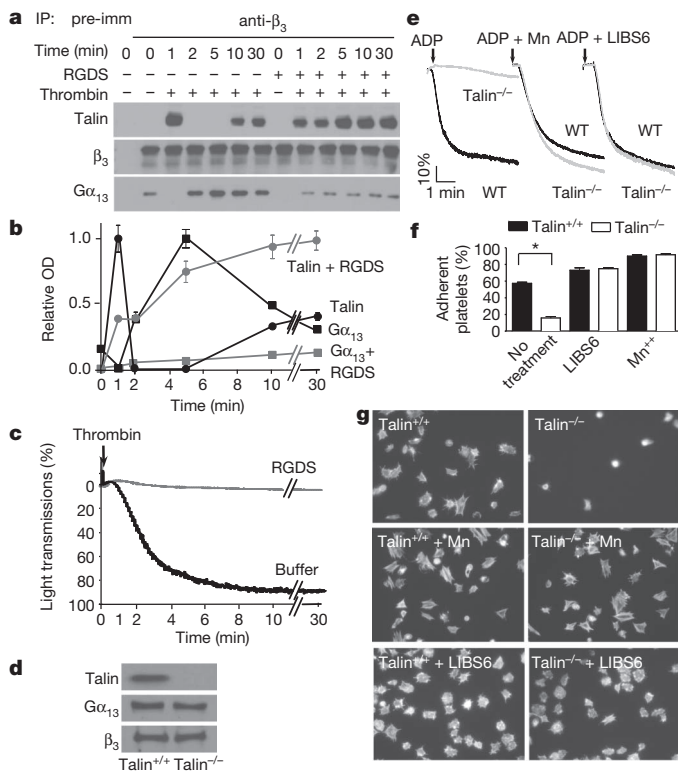 a IP: pre-imm anti-β3
Time (min) 0 0 1 2 5 10 30 0 1 2 5 10 30
RGDS − − − − − − − + + + + + +
Thrombin − − + + + + + − + + + + +
Talin
β3
Gα13
b
Relative OD
1.0
0.5
0.0
Talin + RGDS
Talin
Gα13
Gα13+
RGDS
0 1 2 4 6 8 10 30
Time (min)
c
Thrombin
Light transmissions (%)
0
20
40
60
80
100
RGDS
Buffer
0 1 2 4 6 8 10 30
Time (min)
d
Talin
Gα13
β3
Talin+/+ Talin−/−
e
ADP ADP + Mn ADP + LIBS6
Talin−/−
WT WT
10%
1 min WT Talin−/− Talin−/−
f
Talin+/+ Talin−/−
*
Adherent
platelets (%)
100
80
60
40
20
0
No
treatment
LIBS6
Mn++
g
Talin+/+ Talin−/−
Talin+/+ + Mn Talin−/− + Mn
Talin+/+ + LIBS6 Talin−/− + LIBS6